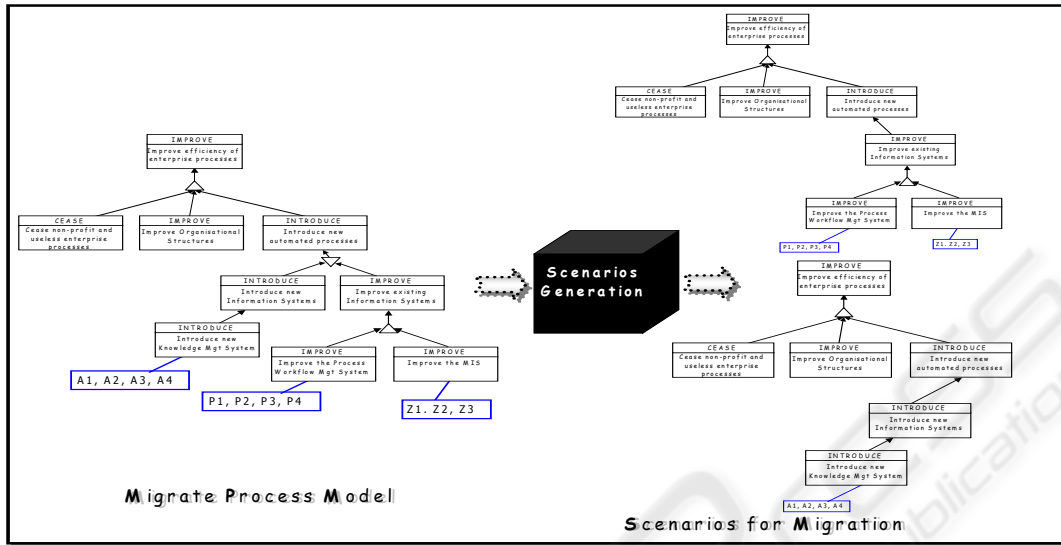 IMPROVE
Improve efficiency of
enterprise processes
CEASE
Cease non-profit and
useless enterprise
processes
IMPROVE
Improve Organisational
Structures
INTRODUCE
Introduce new
automated processes
INTRODUCE
Introduce new
Information Systems
IMPROVE
Improve existing
Information Systems
INTRODUCE
Introduce new
Knowledge Mgt System
IMPROVE
Improve the Process
Workflow Mgt System
IMPROVE
Improve the MIS
A1, A2, A3, A4
P1, P2, P3, P4
Z1. Z2, Z3
Migrate Process Model
Scenarios
Generation
IMPROVE
Improve efficiency of
enterprise processes
CEASE
Cease non-profit and
useless enterprise
processes
IMPROVE
Improve Organisational
Structures
INTRODUCE
Introduce new
automated processes
IMPROVE
Improve existing
Information Systems
IMPROVE
Improve the Process
Workflow Mgt System
IMPROVE
Improve the MIS
P1, P2, P3, P4
Z1. Z2, Z3
IMPROVE
Improve efficiency of
enterprise processes
CEASE
Cease non-profit and
useless enterprise
processes
IMPROVE
Improve Organisational
Structures
INTRODUCE
Introduce new
automated processes
INTRODUCE
Introduce new
Information Systems
INTRODUCE
Introduce new
Knowledge Mgt System
A1, A2, A3, A4
Scenarios for Migration